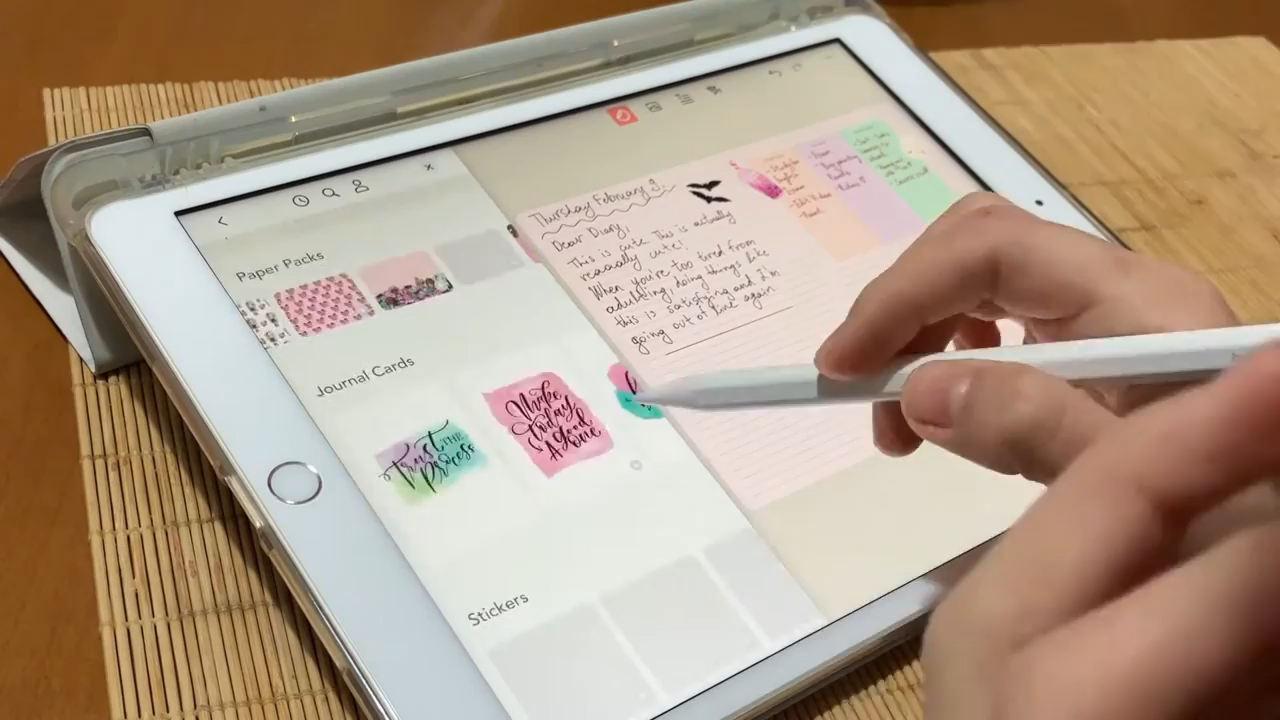 Paper Packs
Journal Cards
Trust THE
Process
Make
Today
A Good
One
Stickers
Thursday February
Dear Diary,
This is cute. This is actually
reaaally cute!
When you're too tired from
adulting, doing things like
this is satisfying and I'm
going out of line again